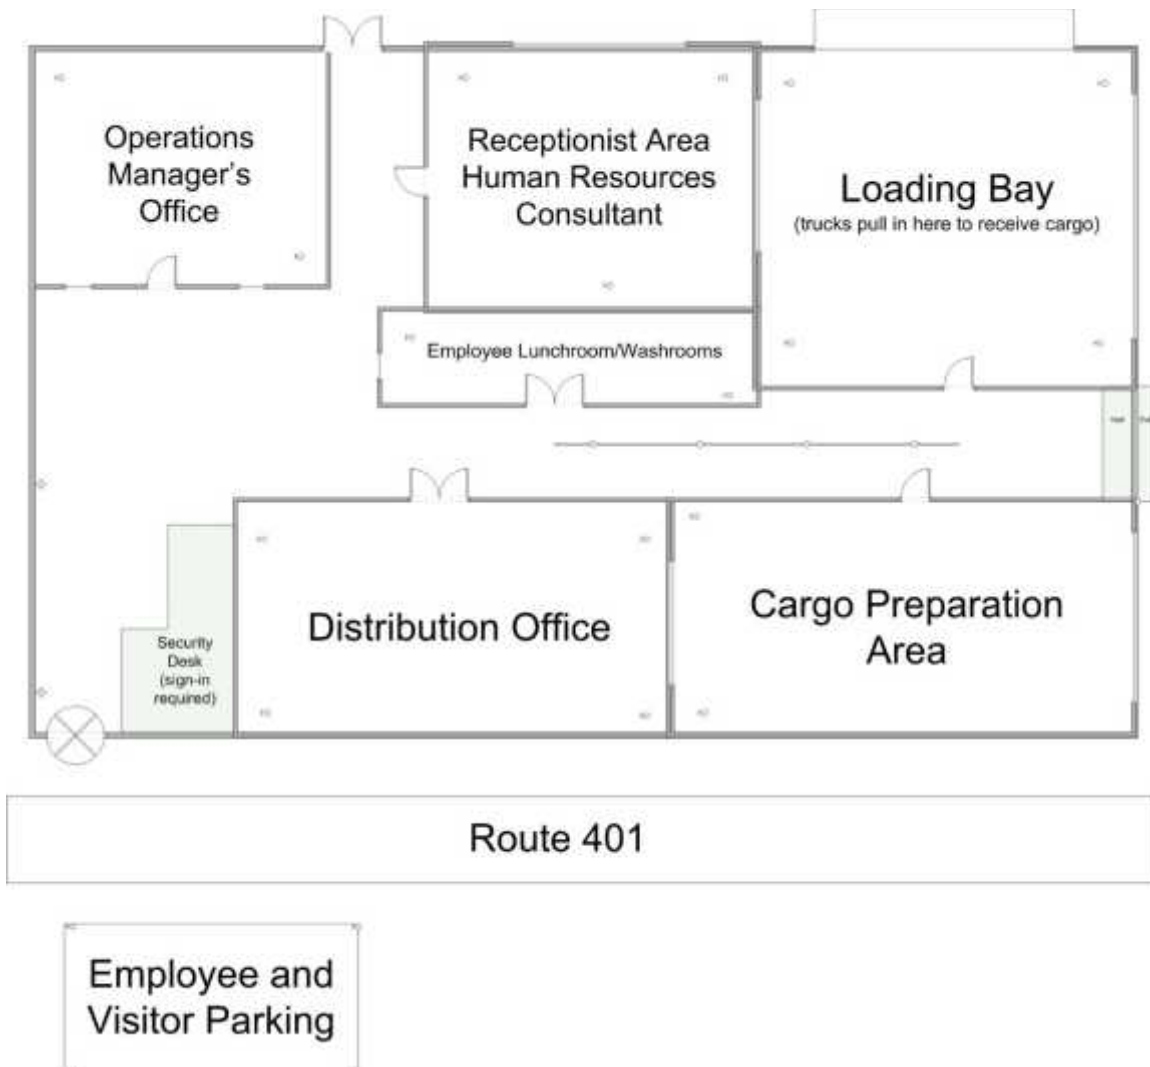 Operations
Manager's
Office
Receptionist Area
Human Resources
Consultant
Loading Bay
(trucks pull in here to receive cargo)
Employee Lunchroom/Washrooms
Security
Desk
(sign-in
required)
Distribution Office
Cargo Preparation
Area
Route 401
Employee and
Visitor Parking